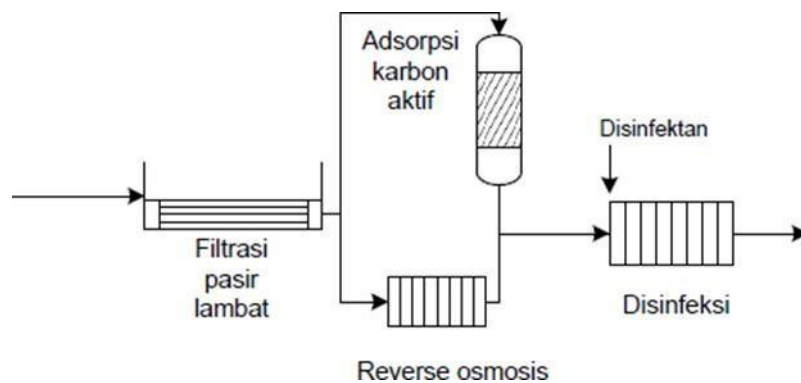 Adsorpsi
karbon
aktif
Disinfektan
Filtrasi
pasir
lambat
Disinfeksi
Reverse osmosis